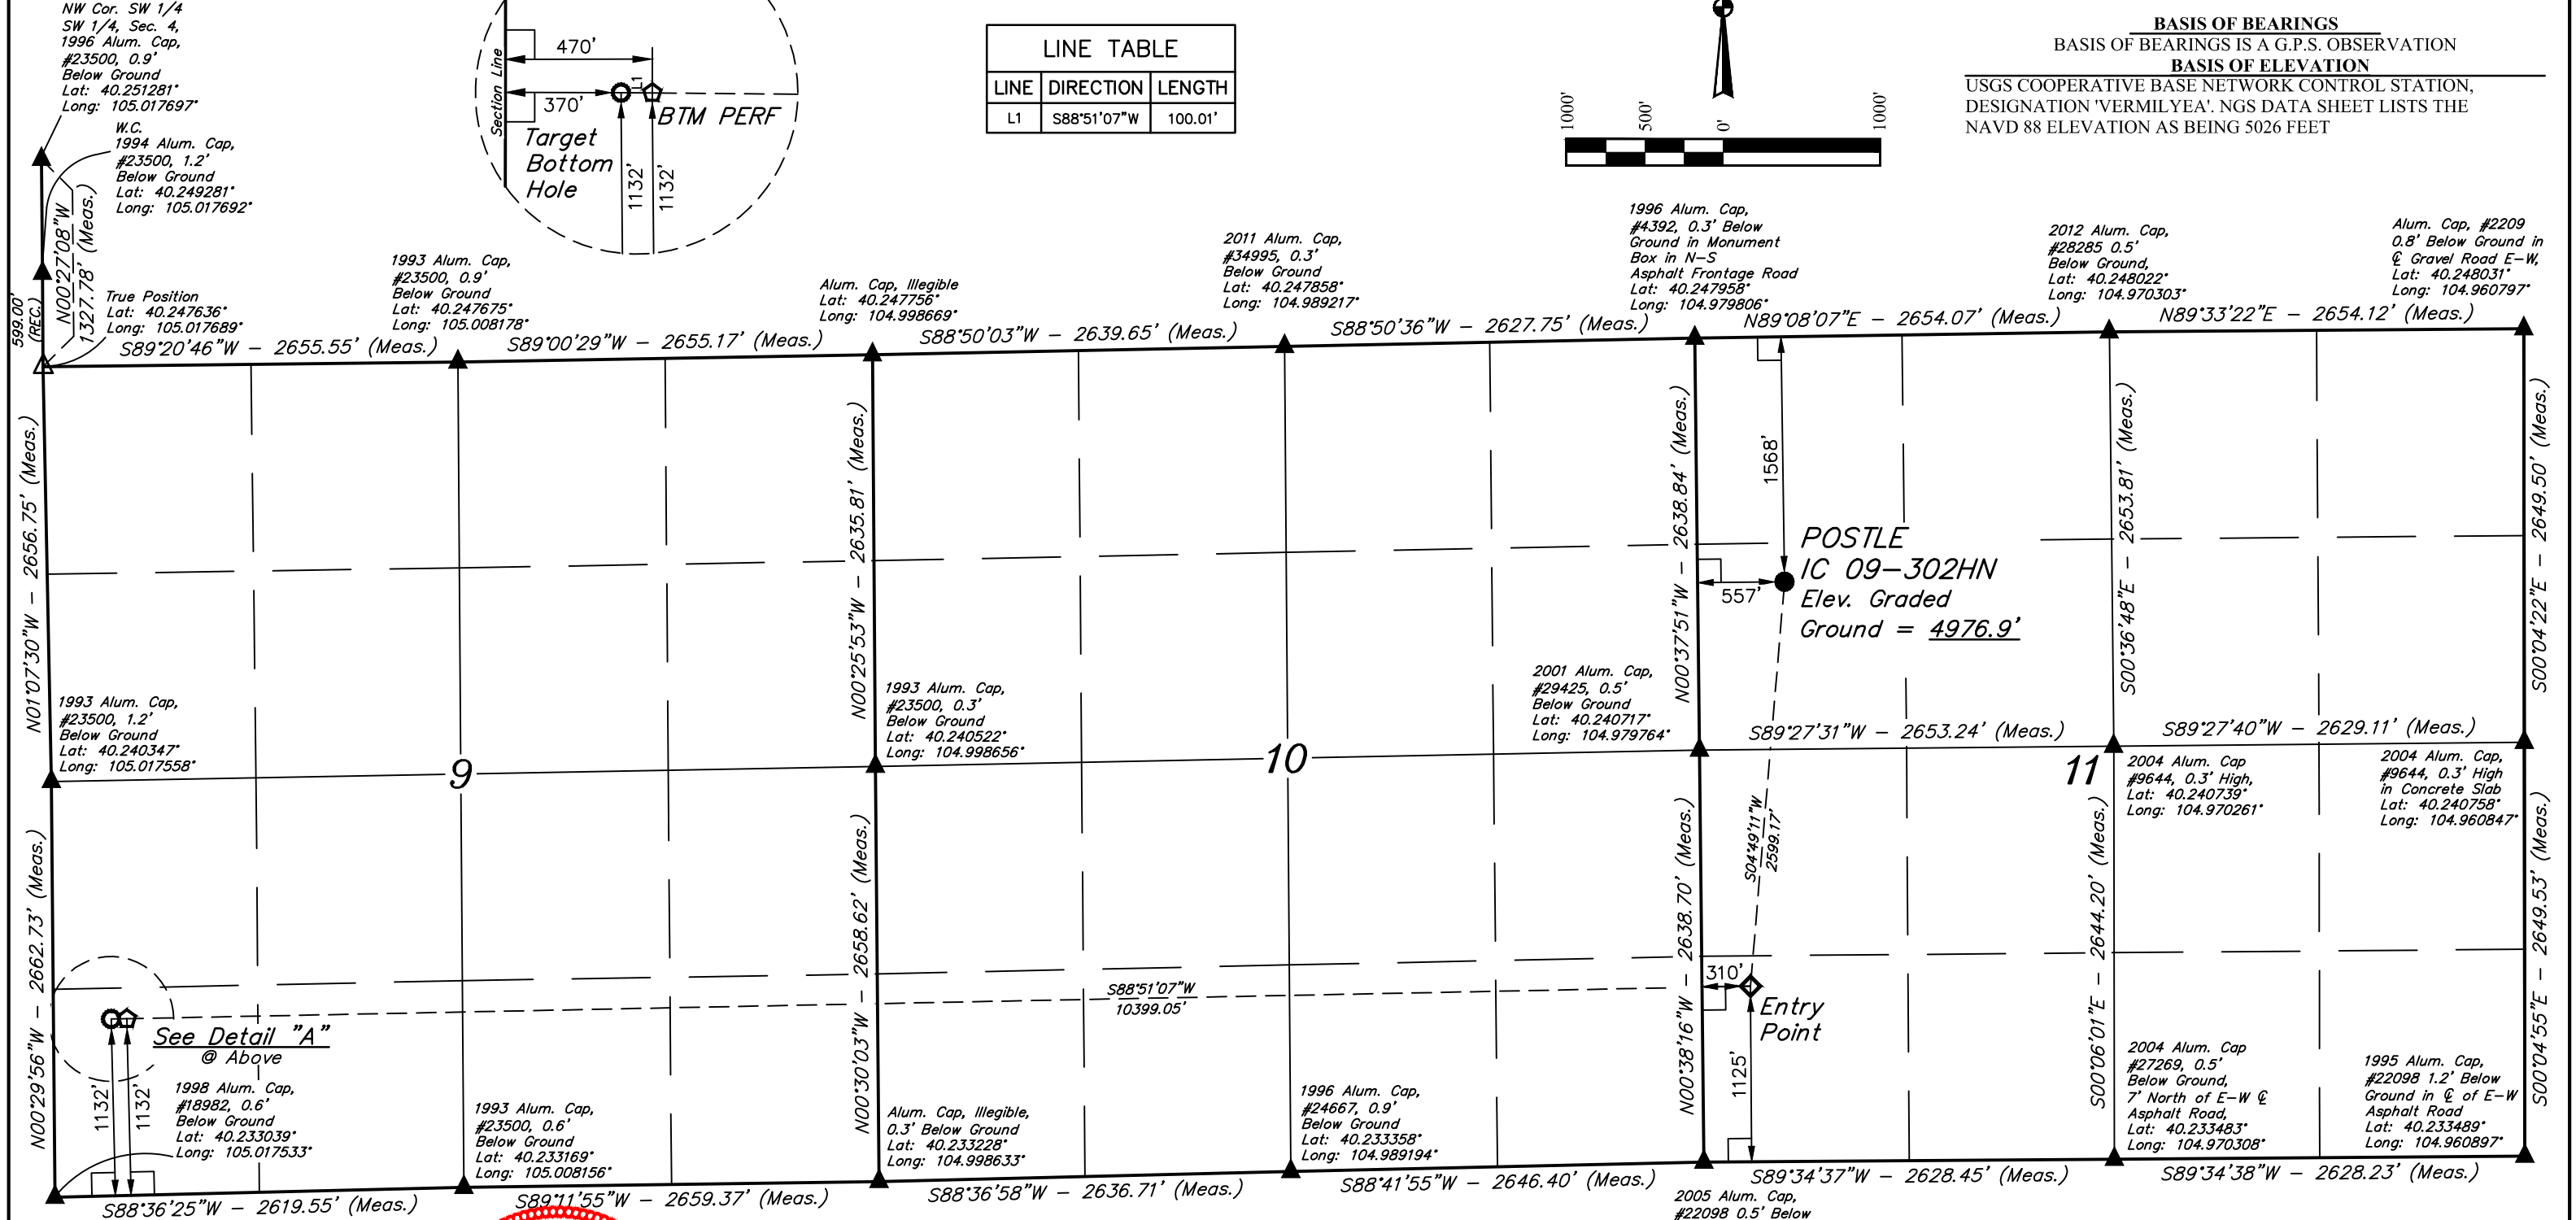 NW Cor. SW 1/4
SW 1/4, Sec. 4,
1996 Alum. Cap,
#23500, 0.9'
Below Ground
Lat: 40.251281°
Long: 105.017697°
W.C.
1994 Alum. Cap,
#23500, 1.2'
Below Ground
Lat: 40.249281°
Long: 105.017692°
N00°27'08"W
1327.78' (Meas.)
599.00'
(REC.)
True Position
Lat: 40.247636°
Long: 105.017689°
Section Line
470'
370'
L1
BTM PERF
Target
Bottom
Hole
1132'
1132'
LINE TABLE
LINE DIRECTION LENGTH
L1 S88°51'07"W 100.01'
1000'
500'
0'
1000'
BASIS OF BEARINGS
BASIS OF BEARINGS IS A G.P.S. OBSERVATION
BASIS OF ELEVATION
USGS COOPERATIVE BASE NETWORK CONTROL STATION,
DESIGNATION 'VERMILYEA'. NGS DATA SHEET LISTS THE
NAVD 88 ELEVATION AS BEING 5026 FEET
1993 Alum. Cap,
#23500, 0.9'
Below Ground
Lat: 40.247675°
Long: 105.008178°
Alum. Cap, Illegible
Lat: 40.247756°
Long: 104.998669°
2011 Alum. Cap,
#34995, 0.3'
Below Ground
Lat: 40.247858°
Long: 104.989217°
1996 Alum. Cap,
#4392, 0.3' Below
Ground in Monument
Box in N-S
Asphalt Frontage Road
Lat: 40.247958°
Long: 104.979806°
2012 Alum. Cap,
#28285 0.5'
Below Ground,
Lat: 40.248022°
Long: 104.970303°
Alum. Cap, #2209
0.8' Below Ground in
℄ Gravel Road E-W,
Lat: 40.248031°
Long: 104.960797°
S89°20'46"W - 2655.55' (Meas.)
S89°00'29"W - 2655.17' (Meas.)
S88°50'03"W - 2639.65' (Meas.)
S88°50'36"W - 2627.75' (Meas.)
N89°08'07"E - 2654.07' (Meas.)
N89°33'22"E - 2654.12' (Meas.)
N01°07'30"W - 2656.75' (Meas.)
N00°25'53"W - 2635.81' (Meas.)
N00°37'51"W - 2638.84' (Meas.)
1568'
557'
POSTLE
IC 09-302HN
Elev. Graded
Ground = 4976.9'
S00°36'48"E - 2653.81' (Meas.)
S00°04'22"E - 2649.50' (Meas.)
1993 Alum. Cap,
#23500, 1.2'
Below Ground
Lat: 40.240347°
Long: 105.017558°
9
1993 Alum. Cap,
#23500, 0.3'
Below Ground
Lat: 40.240522°
Long: 104.998656°
10
2001 Alum. Cap,
#29425, 0.5'
Below Ground
Lat: 40.240717°
Long: 104.979764°
S89°27'31"W - 2653.24' (Meas.)
S89°27'40"W - 2629.11' (Meas.)
11
2004 Alum. Cap
#9644, 0.3' High,
Lat: 40.240739°
Long: 104.970261°
2004 Alum. Cap,
#9644, 0.3' High
in Concrete Slab
Lat: 40.240758°
Long: 104.960847°
S04°49'11"W
2599.17'
N00°29'56"W - 2662.73' (Meas.)
N00°30'03"W - 2658.62' (Meas.)
N00°38'16"W - 2638.70' (Meas.)
S00°06'01"E - 2644.20' (Meas.)
S00°04'55"E - 2649.53' (Meas.)
S88°51'07"W
10399.05'
310'
Entry
Point
1125'
See Detail "A"
@ Above
1132'
1132'
1998 Alum. Cap,
#18982, 0.6'
Below Ground
Lat: 40.233039°
Long: 105.017533°
1993 Alum. Cap,
#23500, 0.6'
Below Ground
Lat: 40.233169°
Long: 105.008156°
Alum. Cap, Illegible,
0.3' Below Ground
Lat: 40.233228°
Long: 104.998633°
1996 Alum. Cap,
#24667, 0.9'
Below Ground
Lat: 40.233358°
Long: 104.989194°
2004 Alum. Cap
#27269, 0.5'
Below Ground,
7' North of E-W ℄
Asphalt Road,
Lat: 40.233483°
Long: 104.970308°
1995 Alum. Cap,
#22098 1.2' Below
Ground in ℄ of E-W
Asphalt Road
Lat: 40.233489°
Long: 104.960897°
S88°36'25"W - 2619.55' (Meas.)
S89°11'55"W - 2659.37' (Meas.)
S88°36'58"W - 2636.71' (Meas.)
S88°41'55"W - 2646.40' (Meas.)
S89°34'37"W - 2628.45' (Meas.)
S89°34'38"W - 2628.23' (Meas.)
2005 Alum. Cap,
#22098 0.5' Below